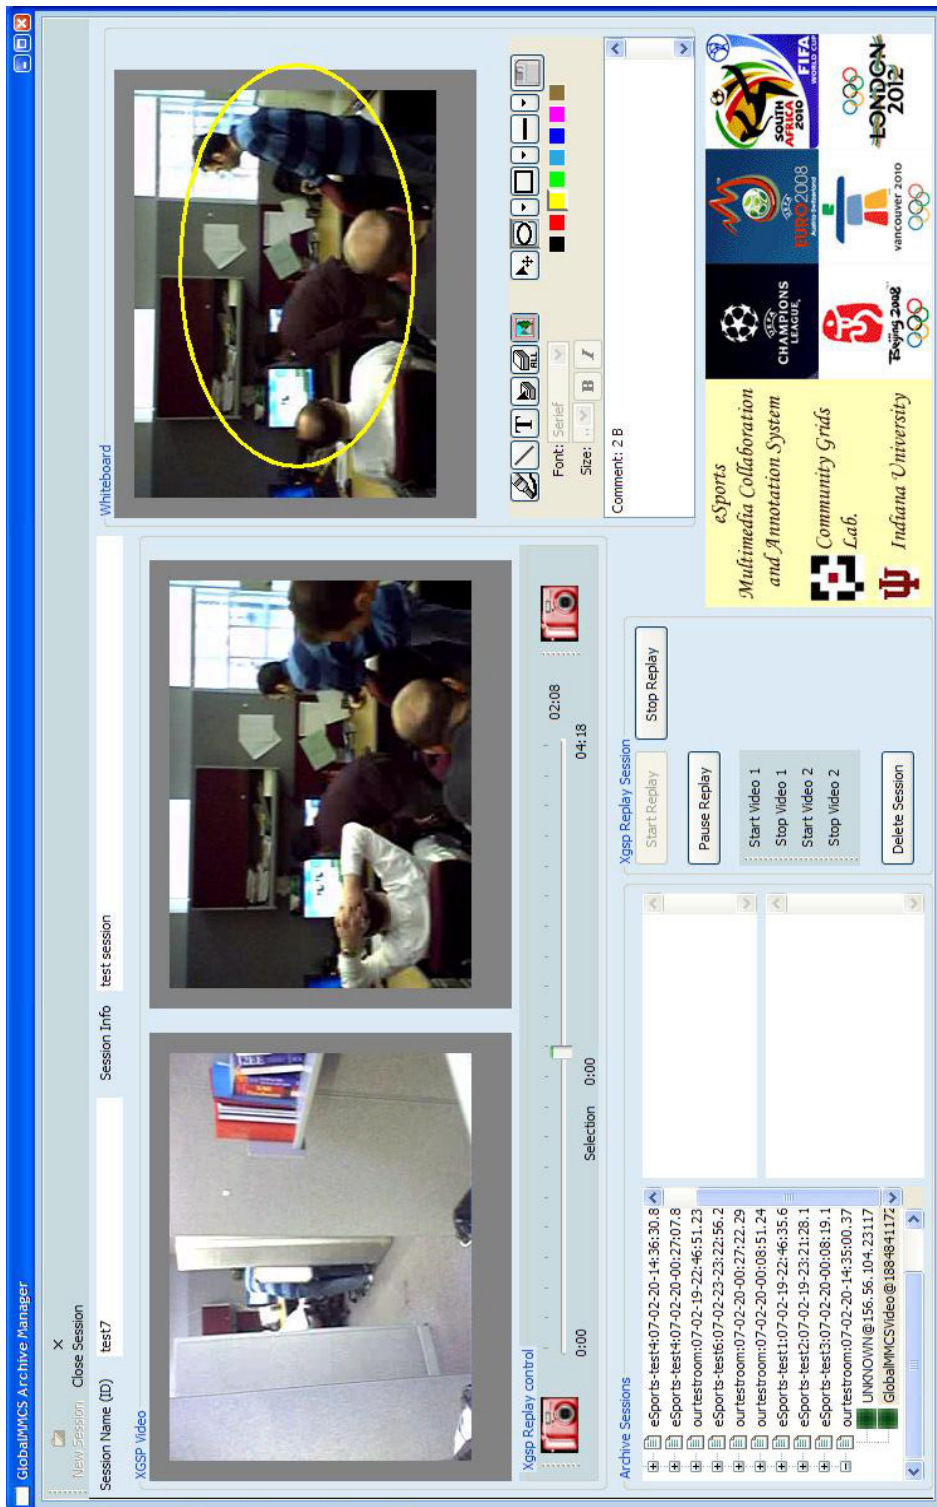 GlobalMMCS Archive Manager
New Session
Close Session
Session Name (ID)
test7
Session Info
test session
XGSP Video
Whiteboard
Xgsp Replay control
0:00
Selection
0:00
02:08
04:18
T
ALL
Font: Serief
Size: ..
B
I
Comment: 2 B
Archive Sessions
eSports-test4:07-02-20-14:36:30.8
eSports-test4:07-02-20-00:27:07.8
ourtestroom:07-02-19-22:46:51.23
eSports-test6:07-02-23-23:22:56.2
ourtestroom:07-02-20-00:27:22.29
ourtestroom:07-02-20-00:08:51.24
eSports-test1:07-02-19-22:46:35.6
eSports-test2:07-02-19-23:21:28.1
eSports-test3:07-02-20-00:08:19.1
ourtestroom:07-02-20-14:35:00.37
UNKNOWN@156.56.104.23117
GlobalMMCSVideo@1884841172
Xgsp Replay Session
Start Replay
Stop Replay
Pause Replay
Start Video 1
Stop Video 1
Start Video 2
Stop Video 2
Delete Session
eSports
Multimedia Collaboration
and Annotation System
Community Grids
Lab.
Indiana University
UEFA
CHAMPIONS
LEAGUE
UEFA
EURO2008
Austria-Switzerland
SOUTH
AFRICA
2010
FIFA
WORLD CUP
Beijing 2008
vancouver 2010
LONDON
2012